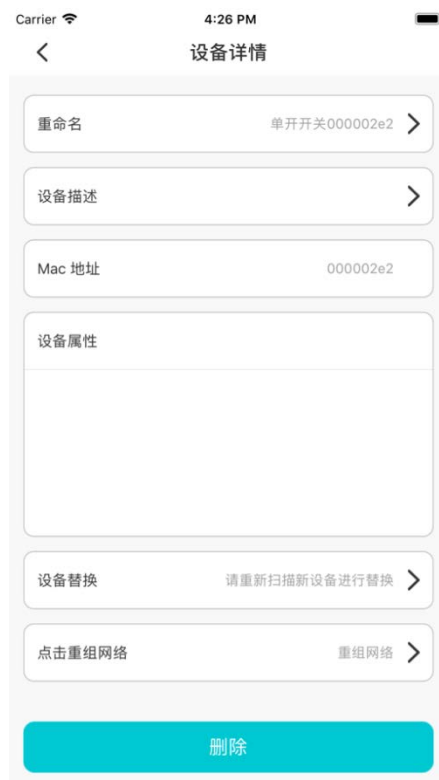 Carrier 4:26 PM
设备详情
重命名 单开开关000002e2
设备描述
Mac 地址 000002e2
设备属性
设备替换 请重新扫描新设备进行替换
点击重组网络 重组网络
删除